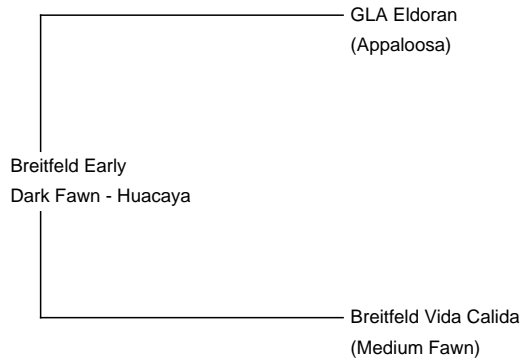 GLA Eldoran
(Appaloosa)
Breitfeld Early
Dark Fawn - Huacaya
Breitfeld Vida Calida
(Medium Fawn)